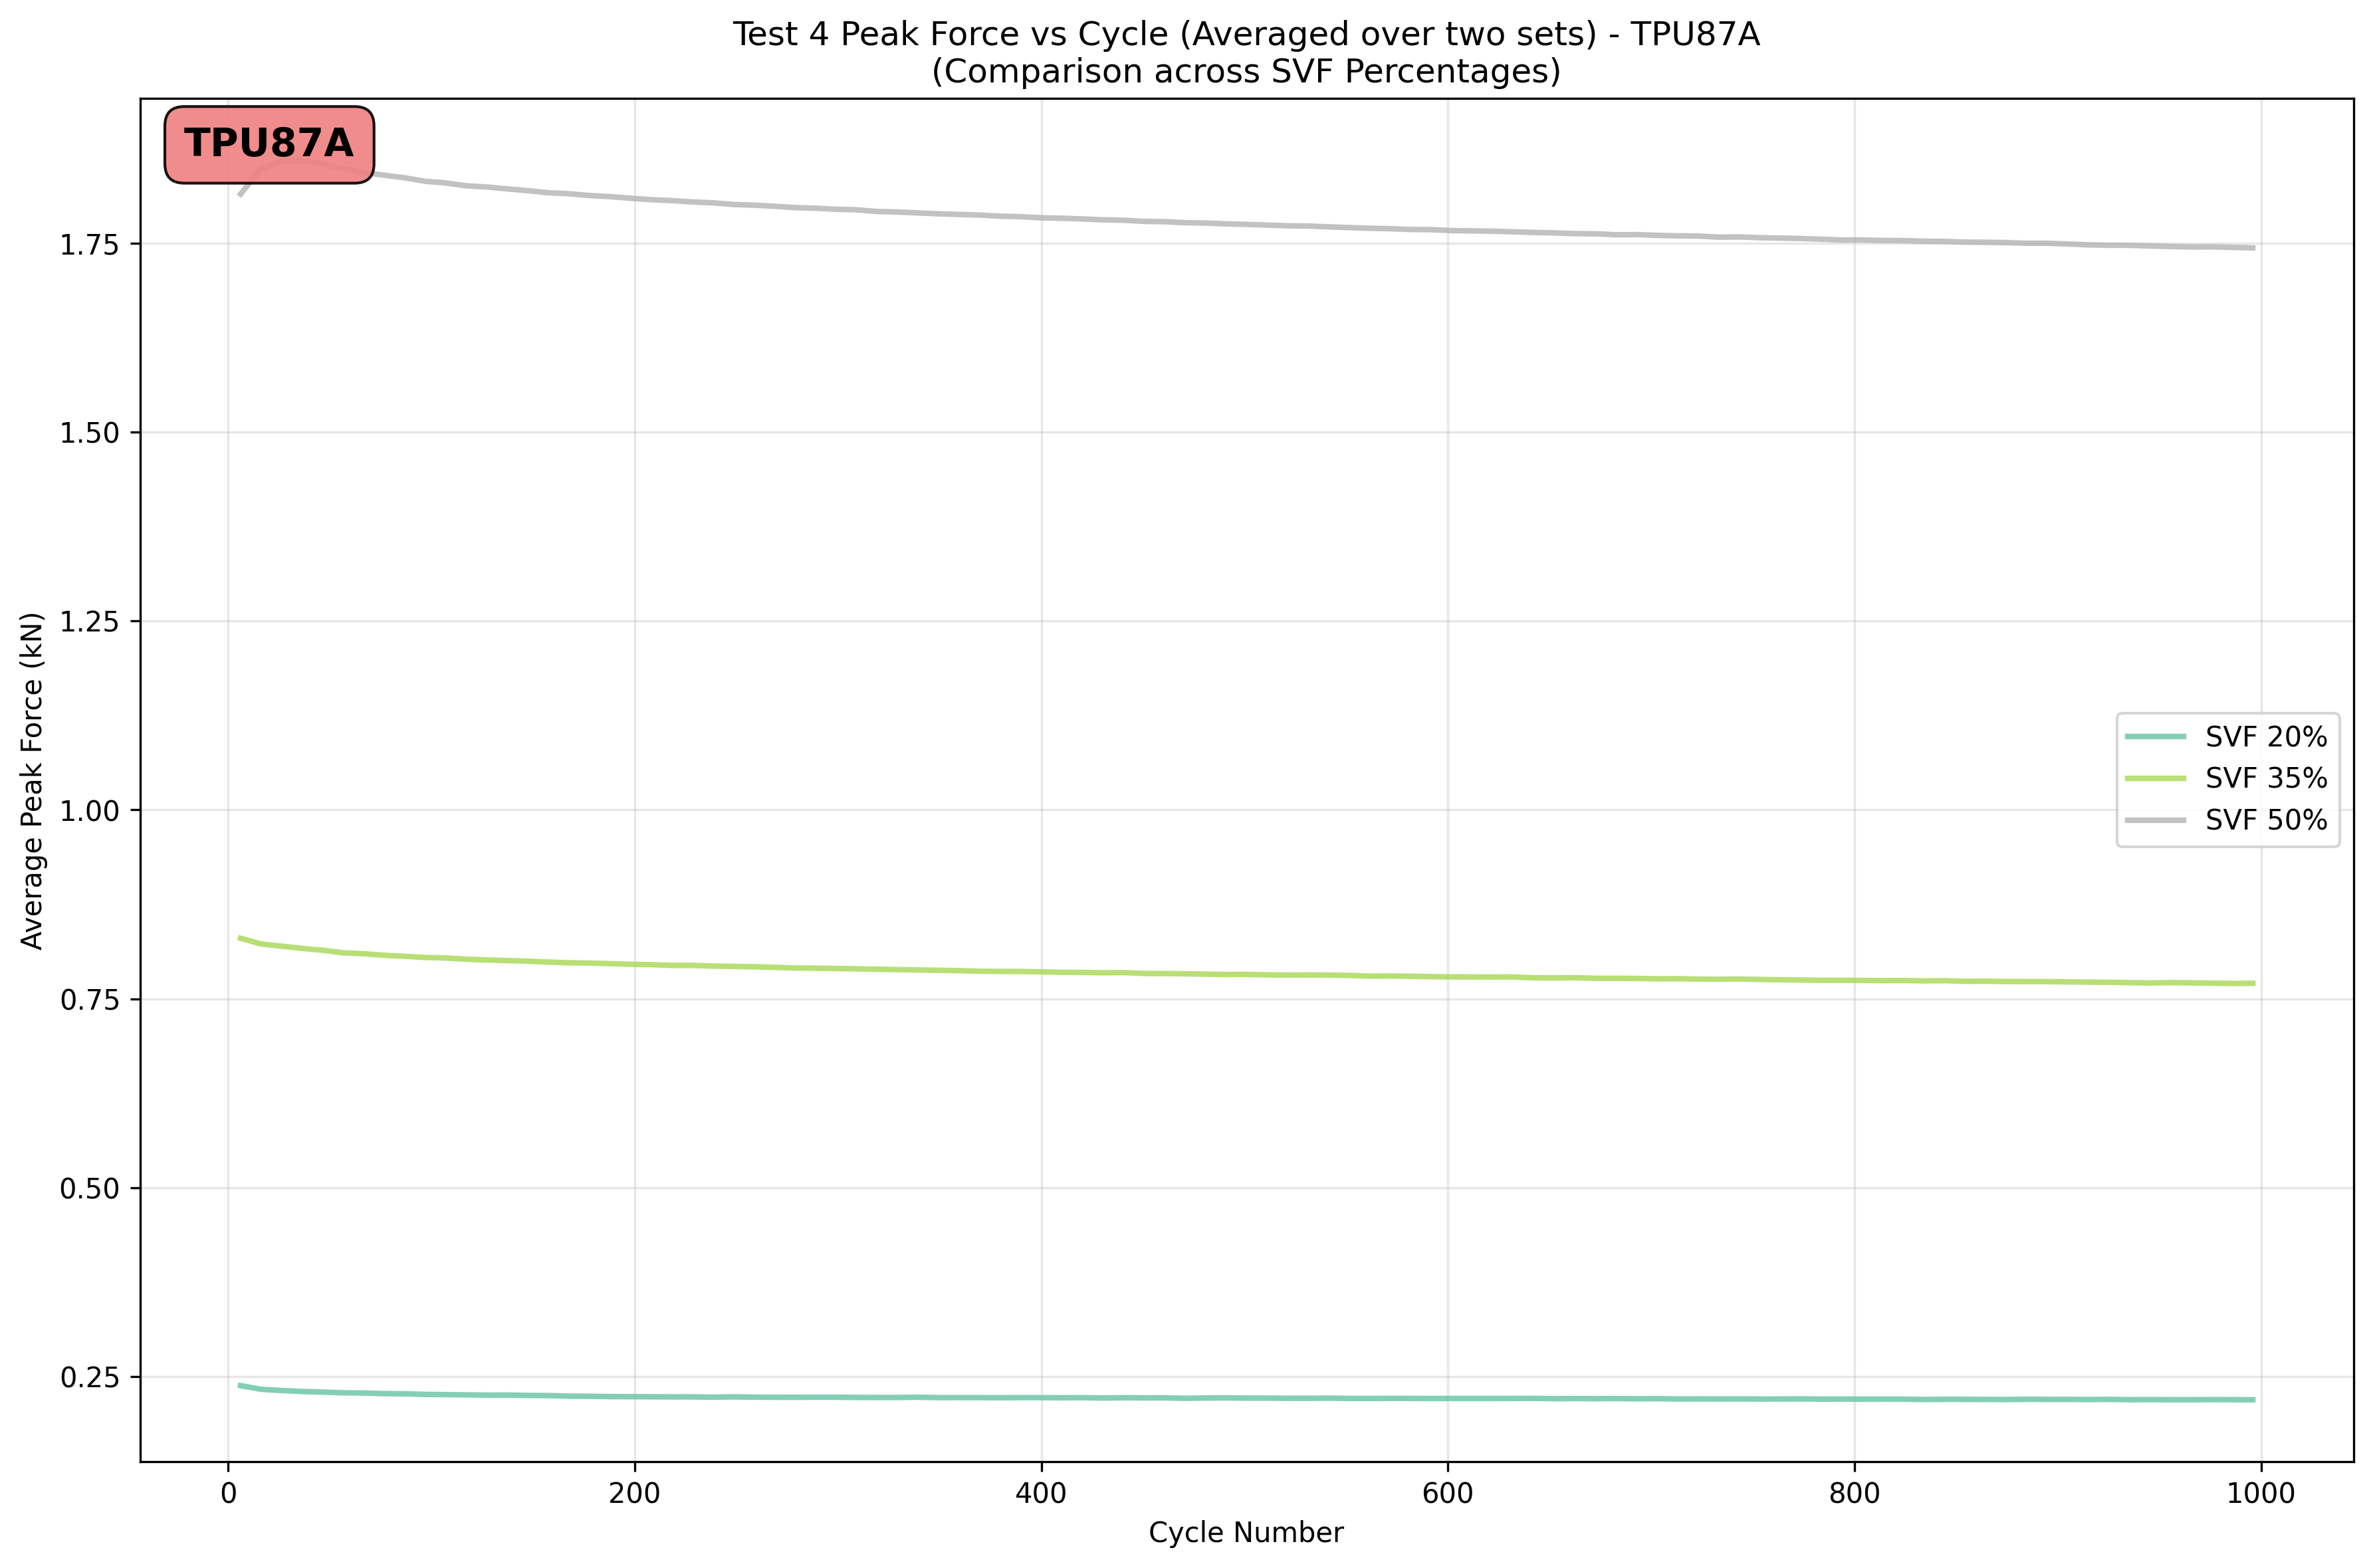 Test 4 Peak Force vs Cycle (Averaged over two sets) - TPU87A
(Comparison across SVF Percentages)
TPU87A
Average Peak Force (kN)
1.75
1.50
1.25
1.00
0.75
0.50
0.25
SVF 20%
SVF 35%
SVF 50%
0 200 400 600 800 1000
Cycle Number